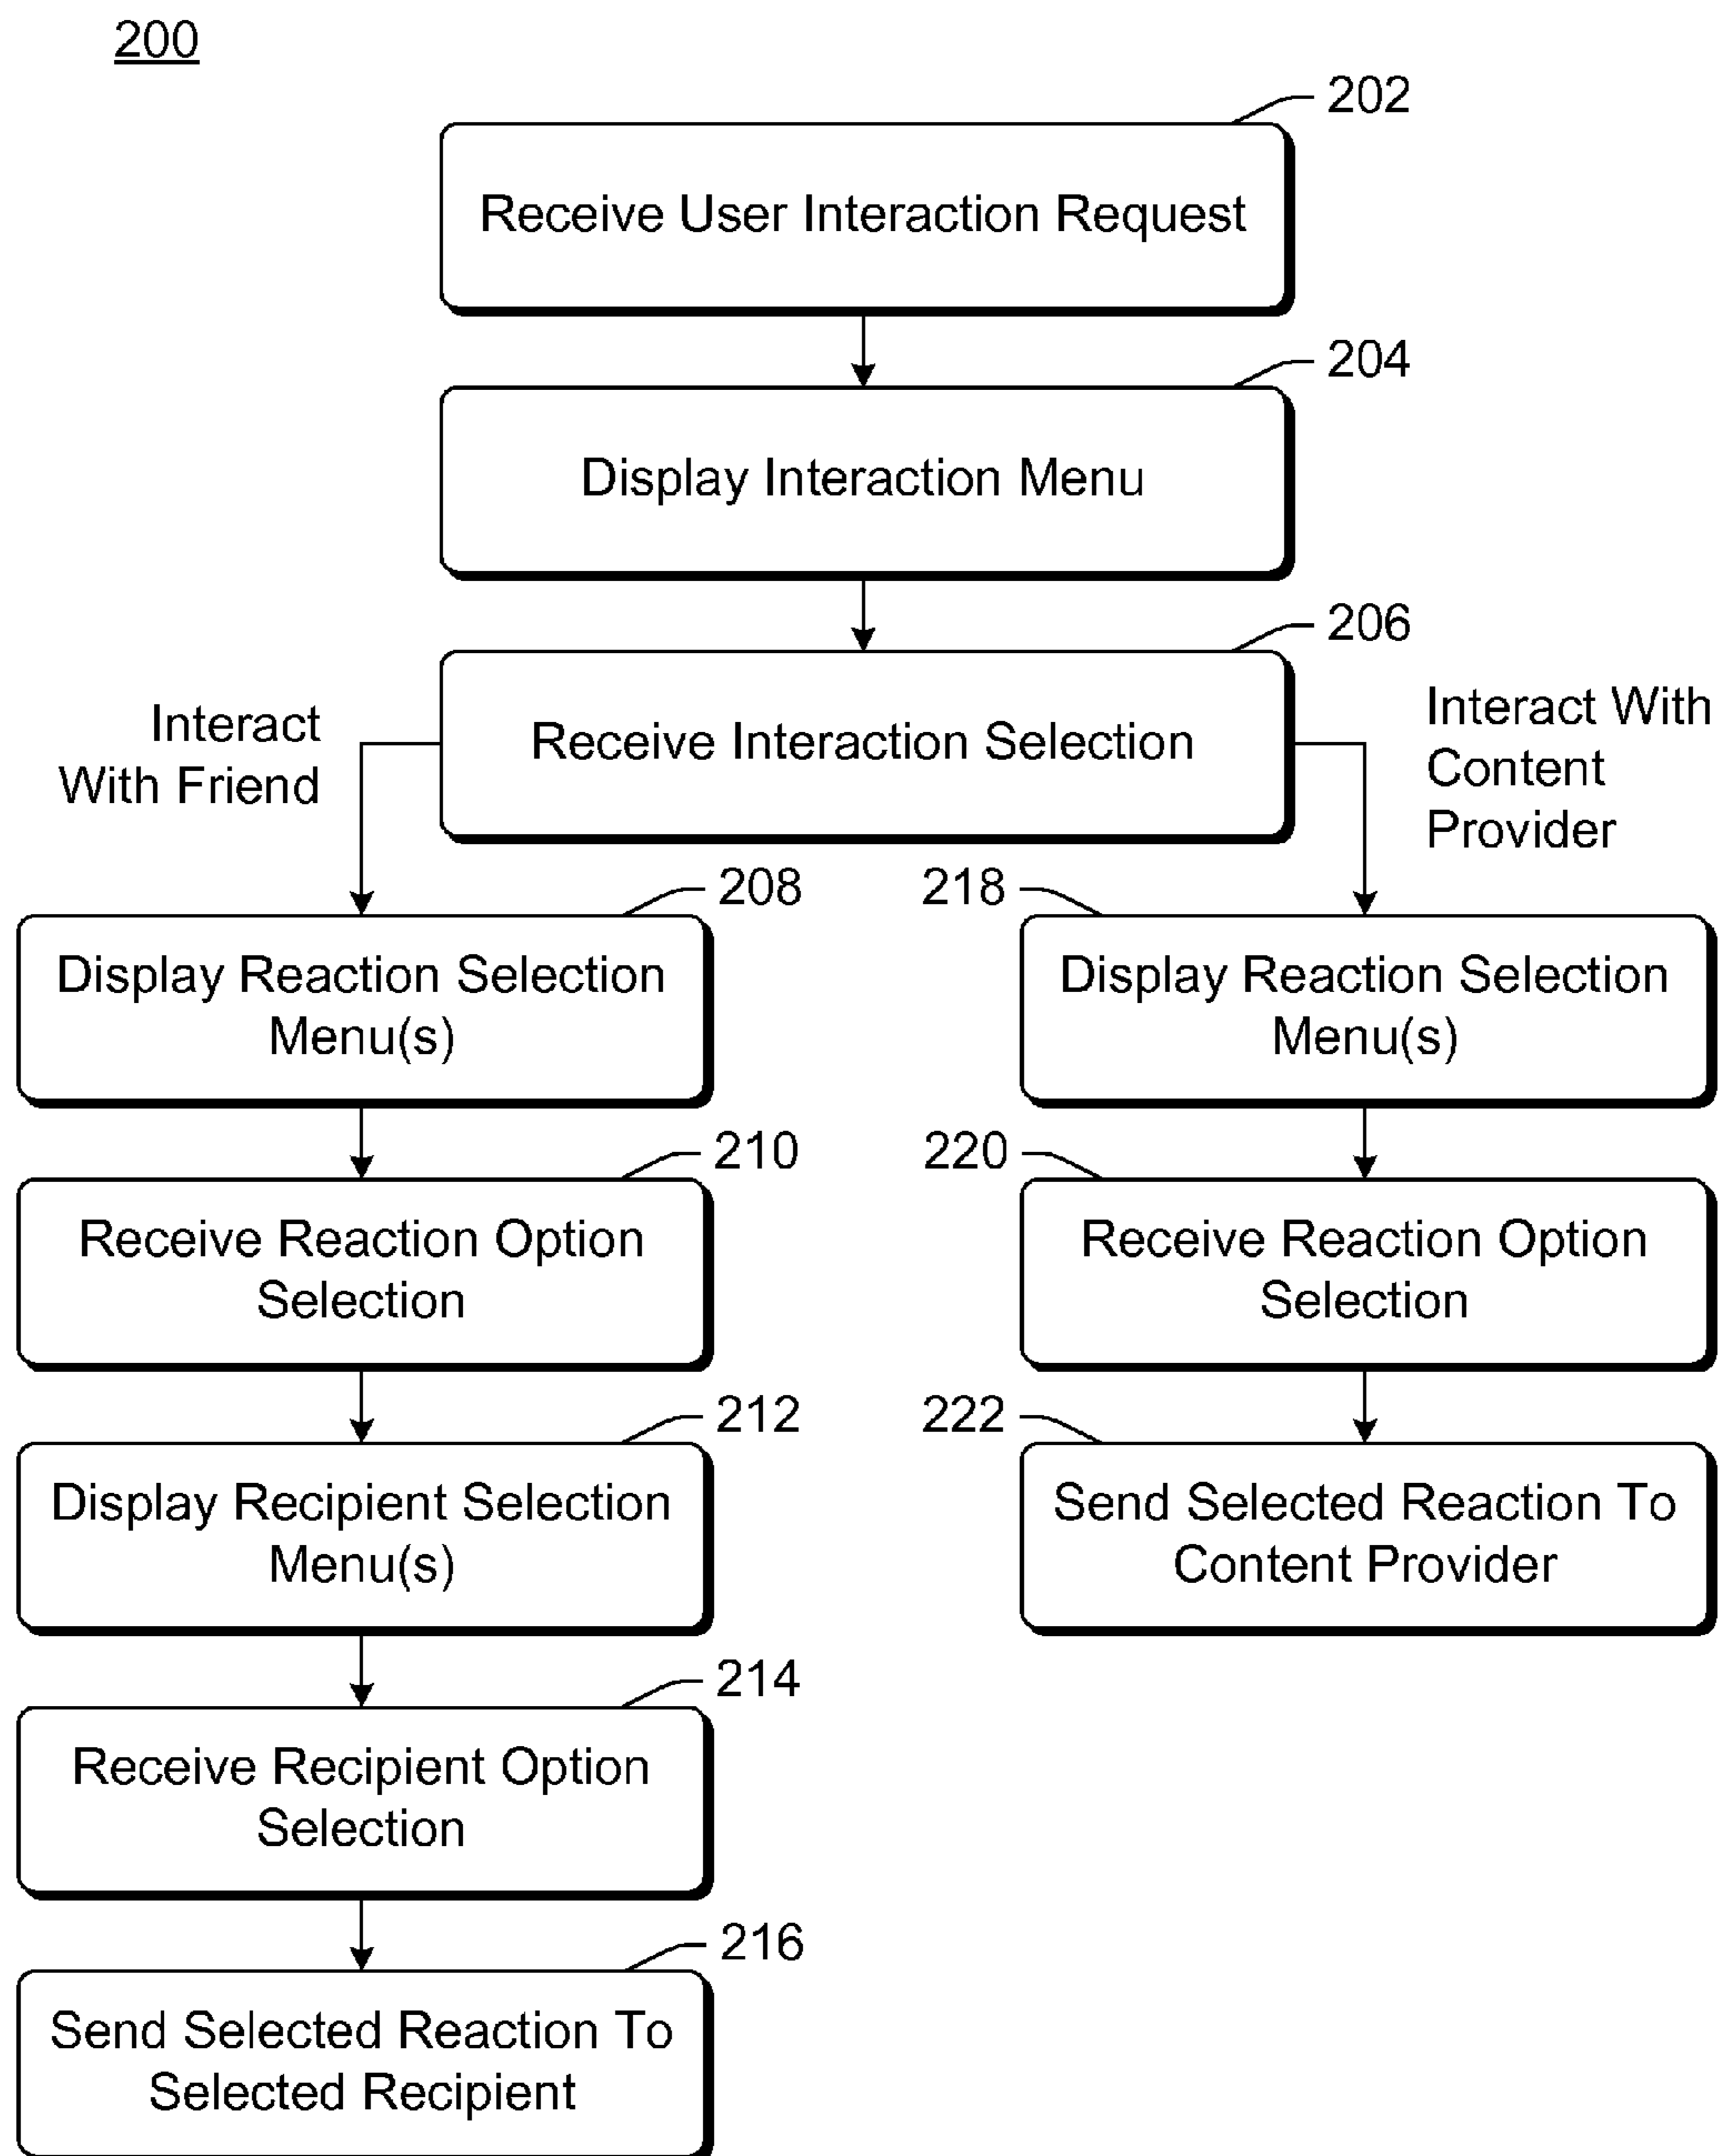 200
202
Receive User Interaction Request
204
Display Interaction Menu
206
Receive Interaction Selection
Interact
With Friend
Interact With
Content
Provider
208
Display Reaction Selection
Menu(s)
210
Receive Reaction Option
Selection
212
Display Recipient Selection
Menu(s)
214
Receive Recipient Option
Selection
216
Send Selected Reaction To
Selected Recipient
218
Display Reaction Selection
Menu(s)
220
Receive Reaction Option
Selection
222
Send Selected Reaction To
Content Provider